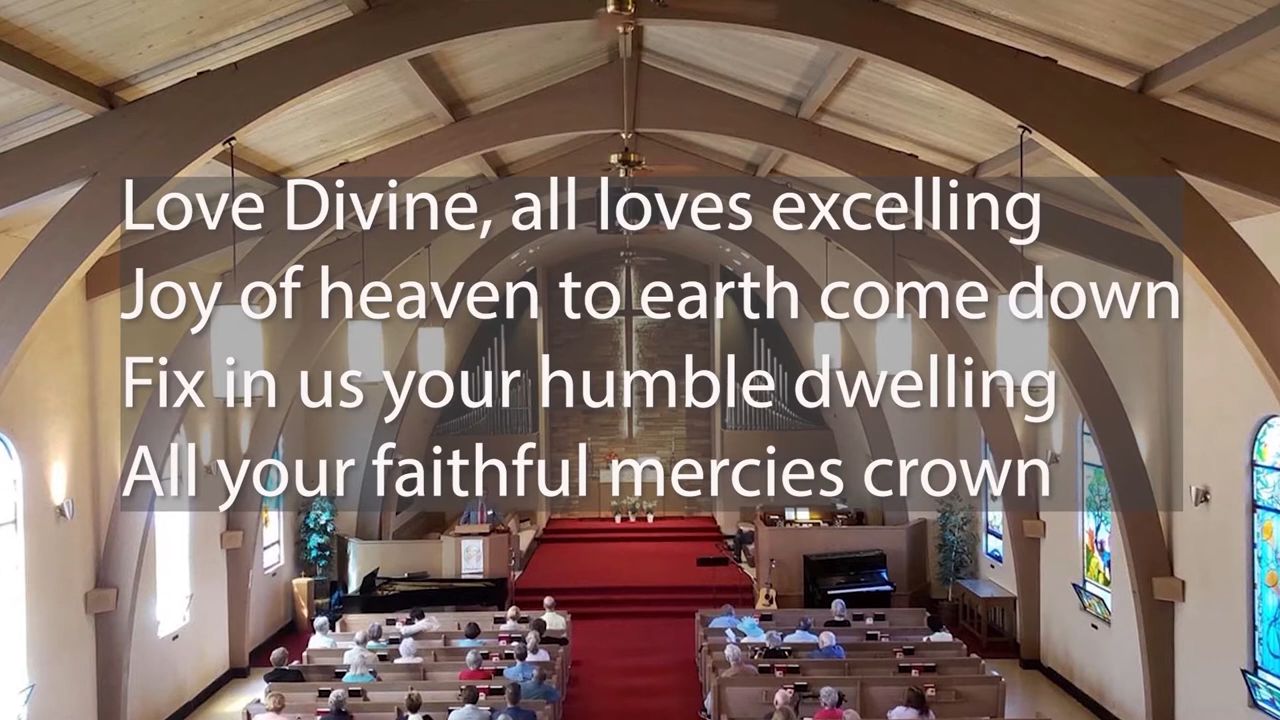 Love Divine, all loves excelling
Joy of heaven to earth come down
Fix in us your humble dwelling
All your faithful mercies crown